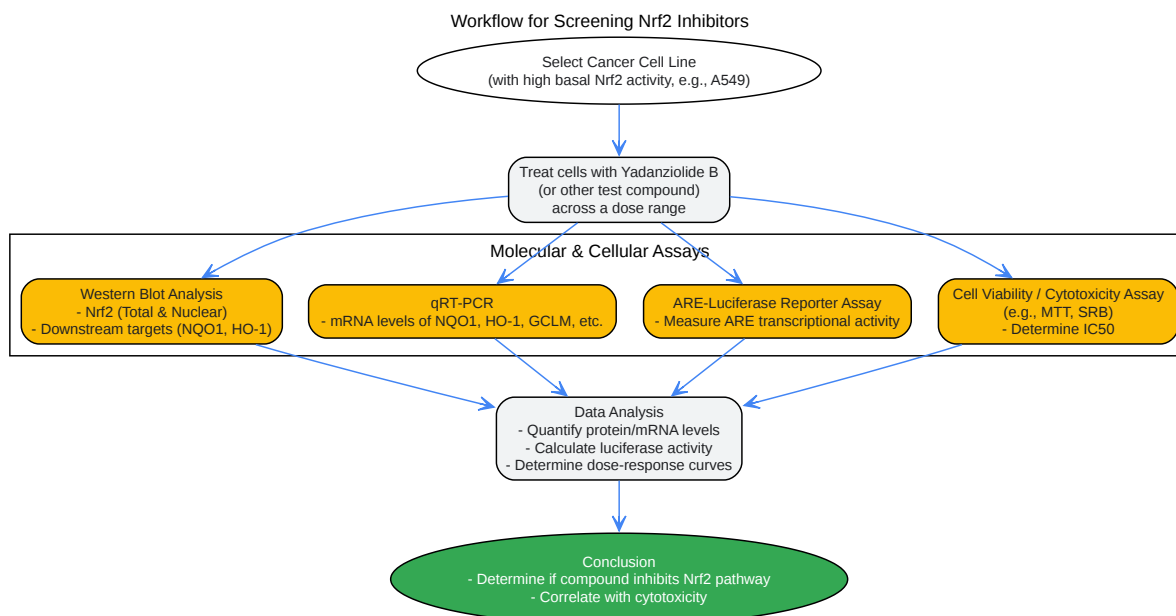 Workflow for Screening Nrf2 Inhibitors
Select Cancer Cell Line
(with high basal Nrf2 activity, e.g., A549)
Treat cells with Yadanziolide B
(or other test compound)
across a dose range
Molecular & Cellular Assays
Western Blot Analysis
- Nrf2 (Total & Nuclear)
- Downstream targets (NQO1, HO-1)
qRT-PCR
- mRNA levels of NQO1, HO-1, GCLM, etc.
ARE-Luciferase Reporter Assay
- Measure ARE transcriptional activity
Cell Viability / Cytotoxicity Assay
(e.g., MTT, SRB)
- Determine IC50
Data Analysis
- Quantify protein/mRNA levels
- Calculate luciferase activity
- Determine dose-response curves
Conclusion
- Determine if compound inhibits Nrf2 pathway
- Correlate with cytotoxicity